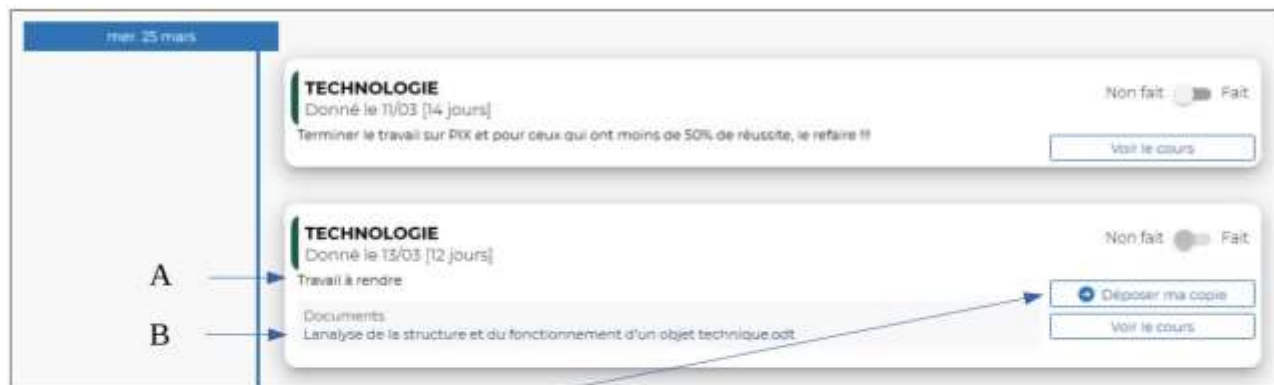 mer. 25 mars
TECHNOLOGIE
Donné le 11/03 [14 jours]
Terminer le travail sur PIX et pour ceux qui ont moins de 50% de réussite, le refaire !!!
Non fait Fait
Voir le cours
TECHNOLOGIE
Donné le 13/03 [12 jours]
Non fait Fait
A Travail à rendre
Déposer ma copie
Documents
B Lanalyse de la structure et du fonctionnement d'un objet technique.odt
Voir le cours